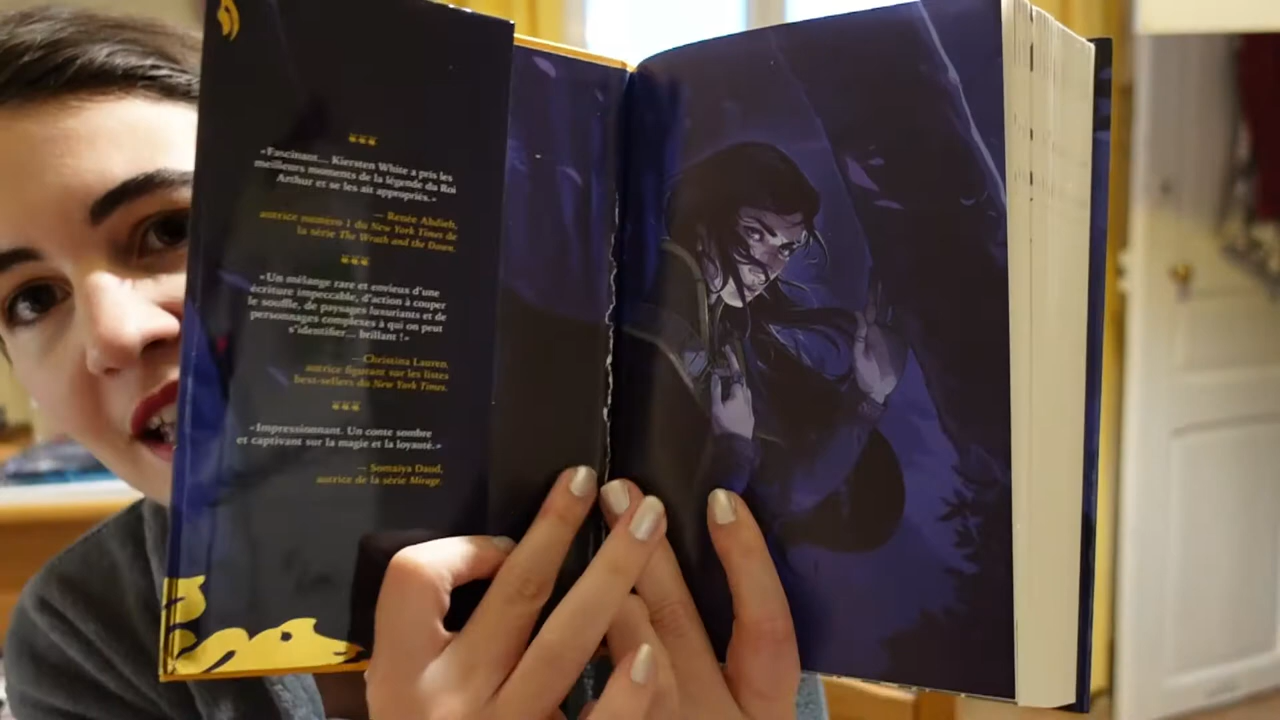 «Fascinant... Kiersten White a pris les
meilleurs moments de la légende du Roi
Arthur et se les ait appropriés.»
— Renée Ahdieh,
autrice numéro 1 du New York Times de
la série The Wrath and the Dawn.
«Un mélange rare et envieux d'une
écriture impeccable, d'action à couper
le souffle, de paysages luxuriants et de
personnages complexes à qui on peut
s'identifier... brillant !»
—Christina Lauren,
autrice figurant sur les listes
best-sellers du New York Times.
«Impressionnant. Un conte sombre
et captivant sur la magie et la loyauté.»
— Somaiya Daud,
autrice de la série Mirage.